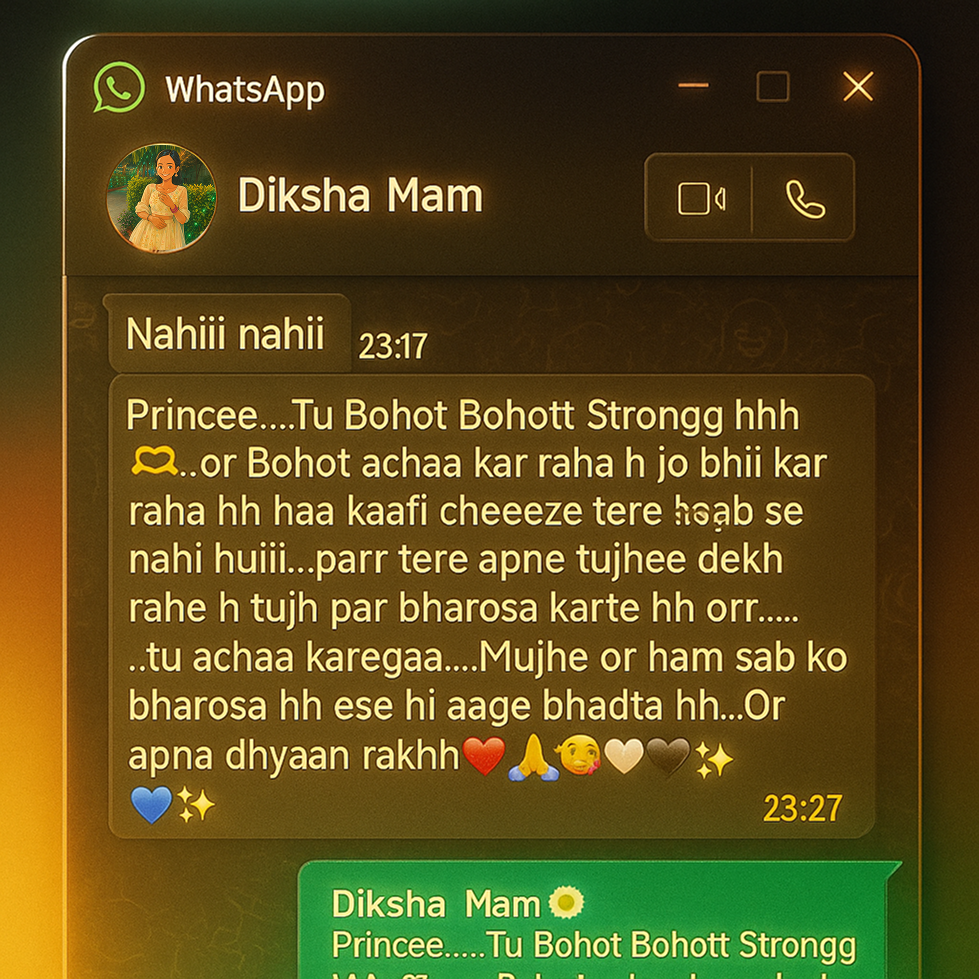 WhatsApp
Diksha Mam
Nahiii nahii 23:17
Princee....Tu Bohot Bohott Strongg hhh
🫶..or Bohot achaa kar raha h jo bhii kar
raha hh haa kaafi cheeeze tere se
nahi huiii...parr tere apne tujhee dekh
rahe h tujh par bharosa karte hh orr.....
..tu achaa karegaa....Mujhe or ham sab ko
bharosa hh ese hi aage bhadta hh...Or
apna dhyaan rakhh❤️🙏😘🤍🖤✨
💙✨ 23:27
Diksha Mam🌼
Princee.....Tu Bohot Bohott Strongg